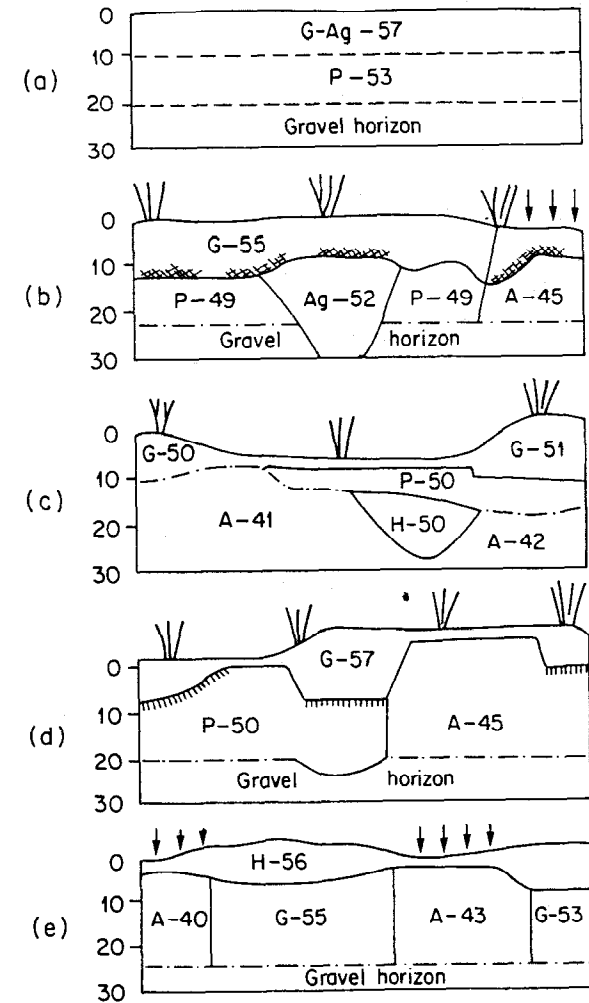 (a)
0
G-Ag-57
10
P-53
20
Gravel horizon
30
(b)
0
G-55
10
P-49 Ag-52 P-49 A-45
20
Gravel horizon
30
(c)
0
G-50 G-51
10
P-50
A-41 H-50 A-42
20
30
(d)
0
G-57
10
P-50 A-45
20
Gravel horizon
30
(e)
0
H-56
10
A-40 G-55 A-43 G-53
20
Gravel horizon
30